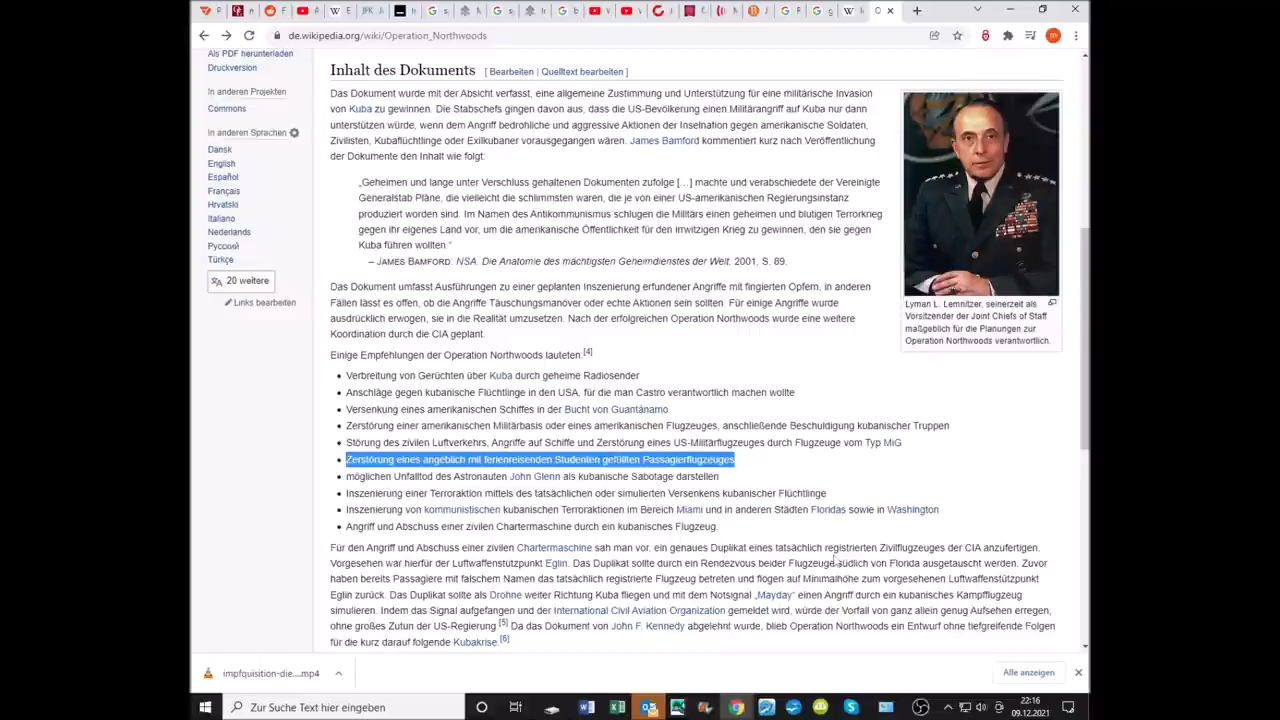 de.wikipedia.org/wiki/Operation_Northwoods
Als PDF herunterladen
Druckversion
In anderen Projekten
Commons
In anderen Sprachen
Dansk
English
Español
Français
Hrvatski
Italiano
Nederlands
Русский
Türkçe
20 weitere
Links bearbeiten
Inhalt des Dokuments [ Bearbeiten | Quelltext bearbeiten ]
Das Dokument wurde mit der Absicht verfasst, eine allgemeine Zustimmung und Unterstützung für eine militärische Invasion
von Kuba zu gewinnen. Die Stabschefs gingen davon aus, dass die US-Bevölkerung einen Militärangriff auf Kuba nur dann
unterstützen würde, wenn dem Angriff bedrohliche und aggressive Aktionen der Inselnation gegen amerikanische Soldaten,
Zivilisten, Kubaflüchtlinge oder Exilkubaner vorausgegangen wären. James Bamford kommentierte kurz nach Veröffentlichung
der Dokumente den Inhalt wie folgt:
„Geheimen und lange unter Verschluss gehaltenen Dokumenten zufolge […] machte und verabschiedete der Vereinigte
Generalstab Pläne, die vielleicht die schlimmsten waren, die je von einer US-amerikanischen Regierungsinstanz
produziert worden sind. Im Namen des Antikommunismus schlugen die Militärs einen geheimen und blutigen Terrorkrieg
gegen ihr eigenes Land vor, um die amerikanische Öffentlichkeit für den irrwitzigen Krieg zu gewinnen, den sie gegen
Kuba führen wollten.“
– JAMES BAMFORD: NSA. Die Anatomie des mächtigsten Geheimdienstes der Welt. 2001, S. 89.
Das Dokument umfasst Ausführungen zu einer geplanten Inszenierung erfundener Angriffe mit fingierten Opfern, in anderen
Fällen lässt es offen, ob die Angriffe Täuschungsmanöver oder echte Aktionen sein sollten. Für einige Angriffe wurde
ausdrücklich erwogen, sie in die Realität umzusetzen. Nach der erfolgreichen Operation Northwoods wurde eine weitere
Koordination durch die CIA geplant.
Einige Empfehlungen der Operation Northwoods lauteten:[4]
• Verbreitung von Gerüchten über Kuba durch geheime Radiosender
• Anschläge gegen kubanische Flüchtlinge in den USA, für die man Castro verantwortlich machen wollte
• Versenkung eines amerikanischen Schiffes in der Bucht von Guantánamo
• Zerstörung einer amerikanischen Militärbasis oder eines amerikanischen Flugzeuges, anschließende Beschuldigung kubanischer Truppen
• Störung des zivilen Luftverkehrs, Angriffe auf Schiffe und Zerstörung eines US-Militärflugzeuges durch Flugzeuge vom Typ MiG
• Zerstörung eines angeblich mit ferienreisenden Studenten gefüllten Passagierflugzeuges
• möglichen Unfalltod des Astronauten John Glenn als kubanische Sabotage darstellen
• Inszenierung einer Terroraktion mittels des tatsächlichen oder simulierten Versenkens kubanischer Flüchtlinge
• Inszenierung von kommunistischen kubanischen Terroraktionen im Bereich Miami und in anderen Städten Floridas sowie in Washington
• Angriff und Abschuss einer zivilen Chartermaschine durch ein kubanisches Flugzeug.
Für den Angriff und Abschuss einer zivilen Chartermaschine sah man vor, ein genaues Duplikat eines tatsächlich registrierten Zivilflugzeuges der CIA anzufertigen.
Vorgesehen war hierfür der Luftwaffenstützpunkt Eglin. Das Duplikat sollte durch ein Rendezvous beider Flugzeuge südlich von Florida ausgetauscht werden. Zuvor
haben bereits Passagiere mit falschem Namen das tatsächlich registrierte Flugzeug betreten und flogen auf Minimalhöhe zum vorgesehenen Luftwaffenstützpunkt
Eglin zurück. Das Duplikat sollte als Drohne weiter Richtung Kuba fliegen und mit dem Notsignal „Mayday“ einen Angriff durch ein kubanisches Kampfflugzeug
simulieren. Indem das Signal aufgefangen und der International Civil Aviation Organization gemeldet wird, würde der Vorfall von ganz allein genug Aufsehen erregen,
ohne großes Zutun der US-Regierung.[5] Da das Dokument von John F. Kennedy abgelehnt wurde, blieb Operation Northwoods ein Entwurf ohne tiefgreifende Folgen
für die kurz darauf folgende Kubakrise.[6]
Lyman L. Lemnitzer, seinerzeit als
Vorsitzender der Joint Chiefs of Staff
maßgeblich für die Planungen zur
Operation Northwoods verantwortlich.
impfquisition-die....mp4
Alle anzeigen
Zur Suche Text hier eingeben
22:16
09.12.2021